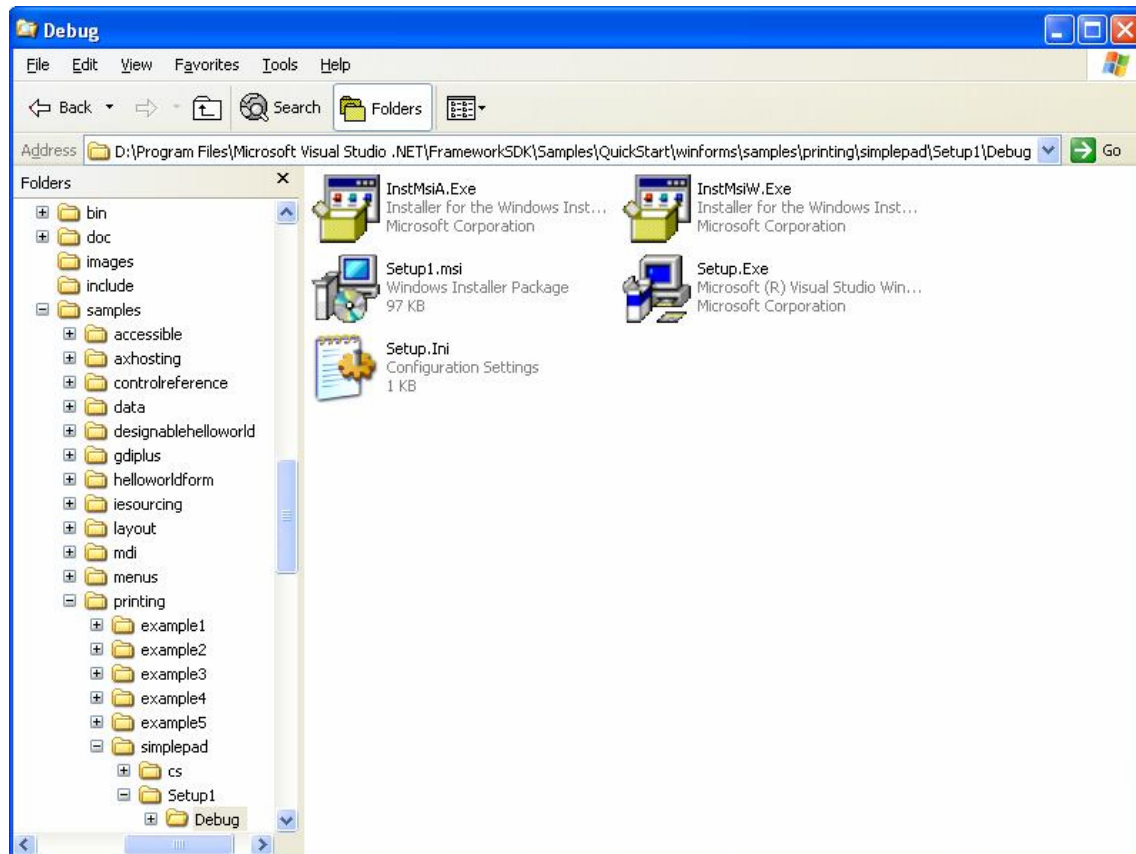 Debug
File Edit View Favorites Tools Help
Back Search Folders
Address D:\Program Files\Microsoft Visual Studio .NET\FrameworkSDK\Samples\QuickStart\winforms\samples\printing\simplepad\Setup1\Debug Go
Folders
bin
doc
images
include
samples
accessible
axhosting
controlreference
data
designablehelloworld
gdiplus
helloworldform
iesourcing
layout
mdi
menus
printing
example1
example2
example3
example4
example5
simplepad
cs
Setup1
Debug
InstMsiA.Exe
Installer for the Windows Inst...
Microsoft Corporation
InstMsiW.Exe
Installer for the Windows Inst...
Microsoft Corporation
Setup1.msi
Windows Installer Package
97 KB
Setup.Exe
Microsoft (R) Visual Studio Win...
Microsoft Corporation
Setup.Ini
Configuration Settings
1 KB